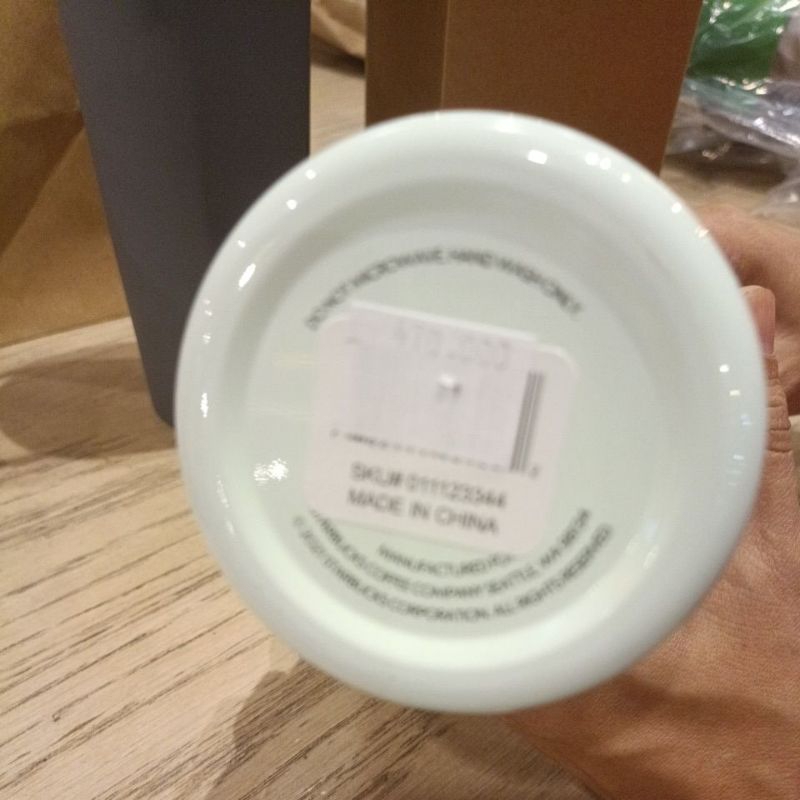 DO NOT MICROWAVE. HAND WASH ONLY.
SKU# 011123344
MADE IN CHINA
MANUFACTURED FOR
STARBUCKS COFFEE COMPANY SEATTLE, WA 98134
STARBUCKS CORPORATION. ALL RIGHTS RESERVED.